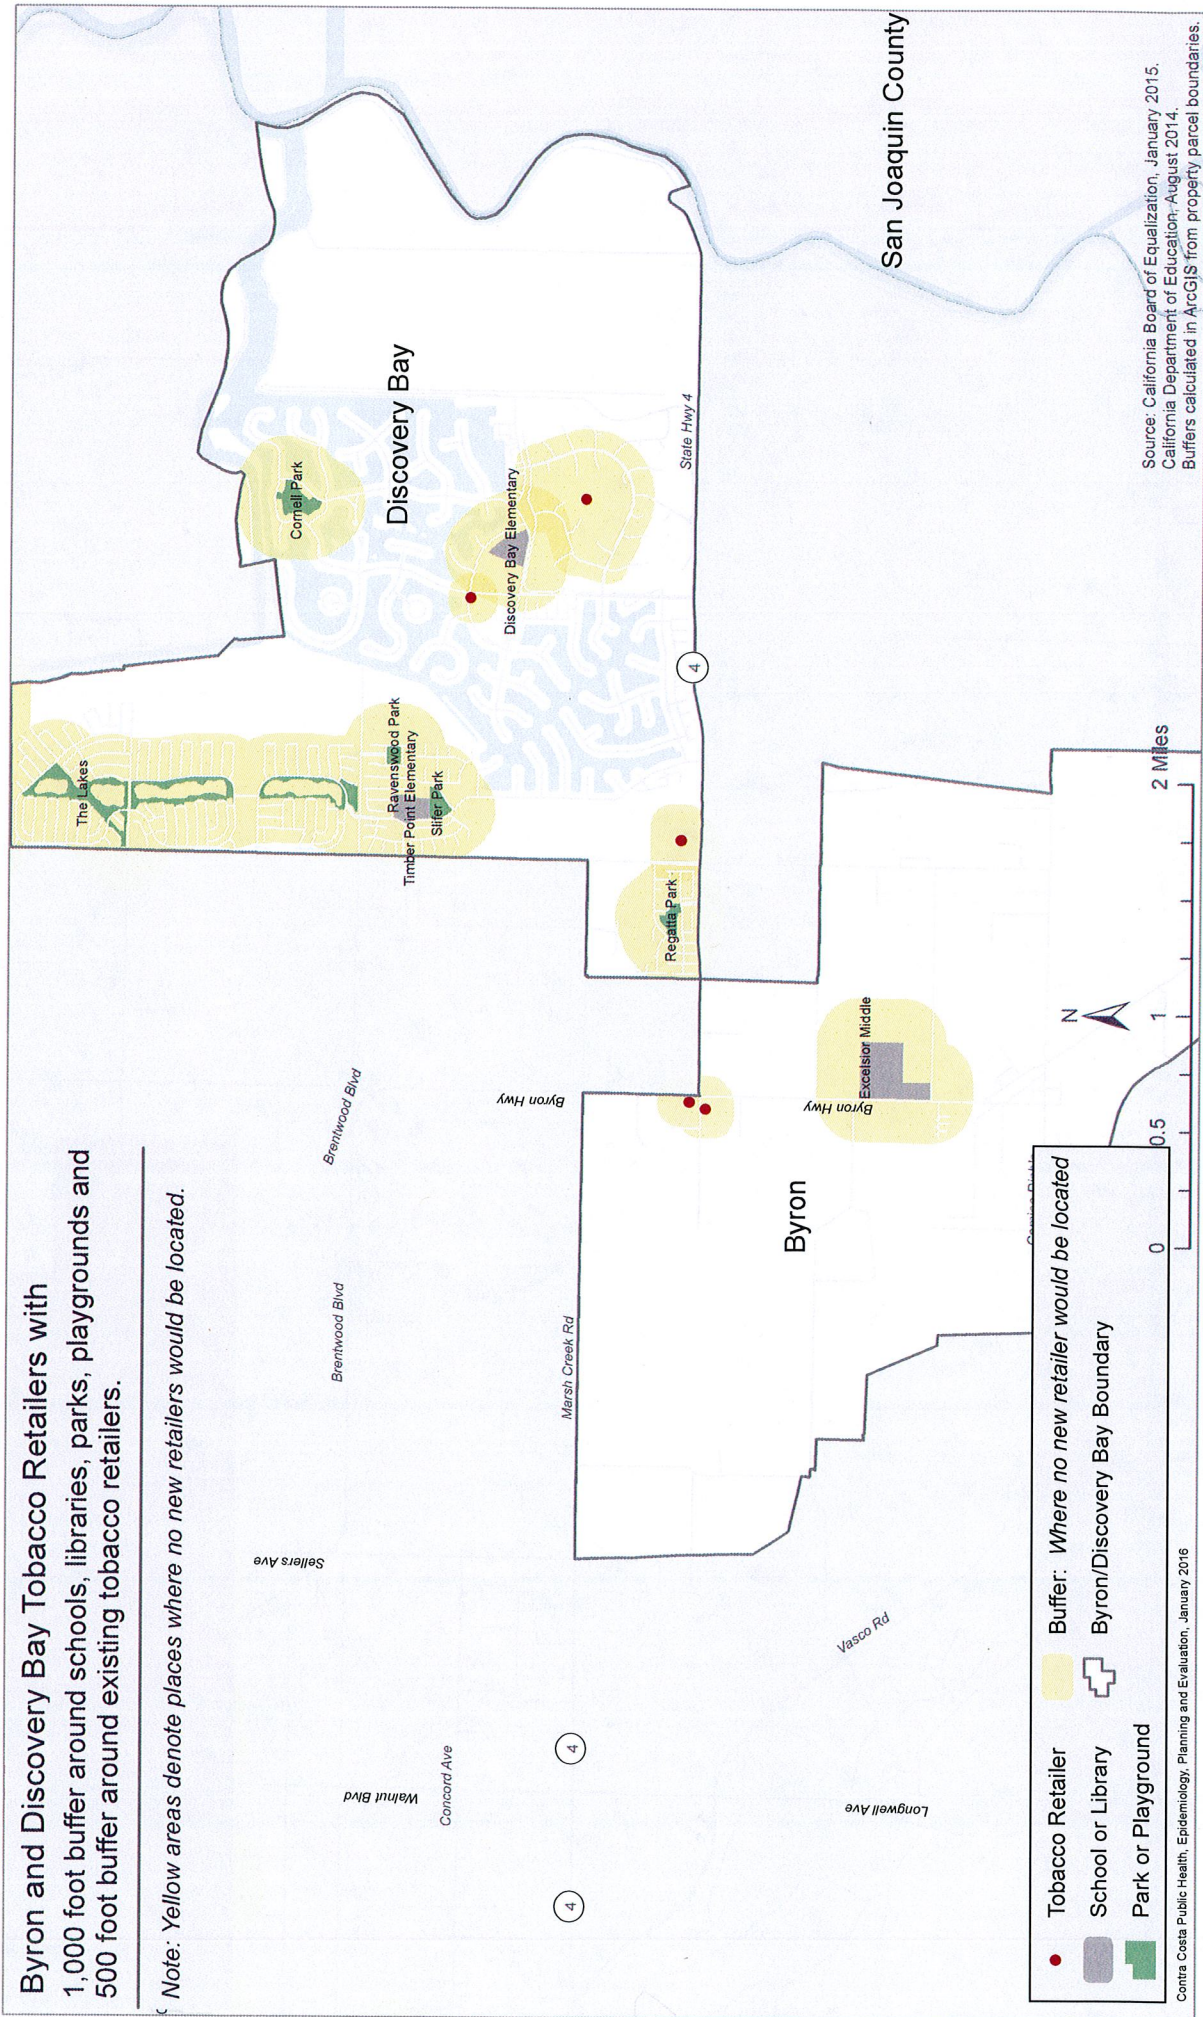 Byron and Discovery Bay Tobacco Retailers with
1,000 foot buffer around schools, libraries, parks, playgrounds and
500 foot buffer around existing tobacco retailers.
Note: Yellow areas denote places where no new retailers would be located.
The Lakes
Cornell Park
Sellers Ave
Brentwood Blvd
Brentwood Blvd
Walnut Blvd
Ravenswood Park
Timber Point Elementary
Slifer Park
Discovery Bay
Concord Ave
Discovery Bay Elementary
Byron Hwy
Marsh Creek Rd
4
4
Regatta Park
4
State Hwy 4
Byron
Byron Hwy
Excelsior Middle
Vasco Rd
Longwell Ave
San Joaquin County
N
Tobacco Retailer
School or Library
Park or Playground
Buffer: Where no new retailer would be located
Byron/Discovery Bay Boundary
0
0.5
1
2 Miles
Source: California Board of Equalization, January 2015.
California Department of Education, August 2014.
Buffers calculated in ArcGIS from property parcel boundaries.
Contra Costa Public Health, Epidemiology, Planning and Evaluation, January 2016